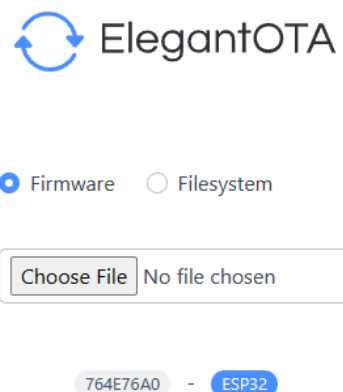 ElegantOTA
Firmware Filesystem
Choose File No file chosen
764E76A0 - ESP32